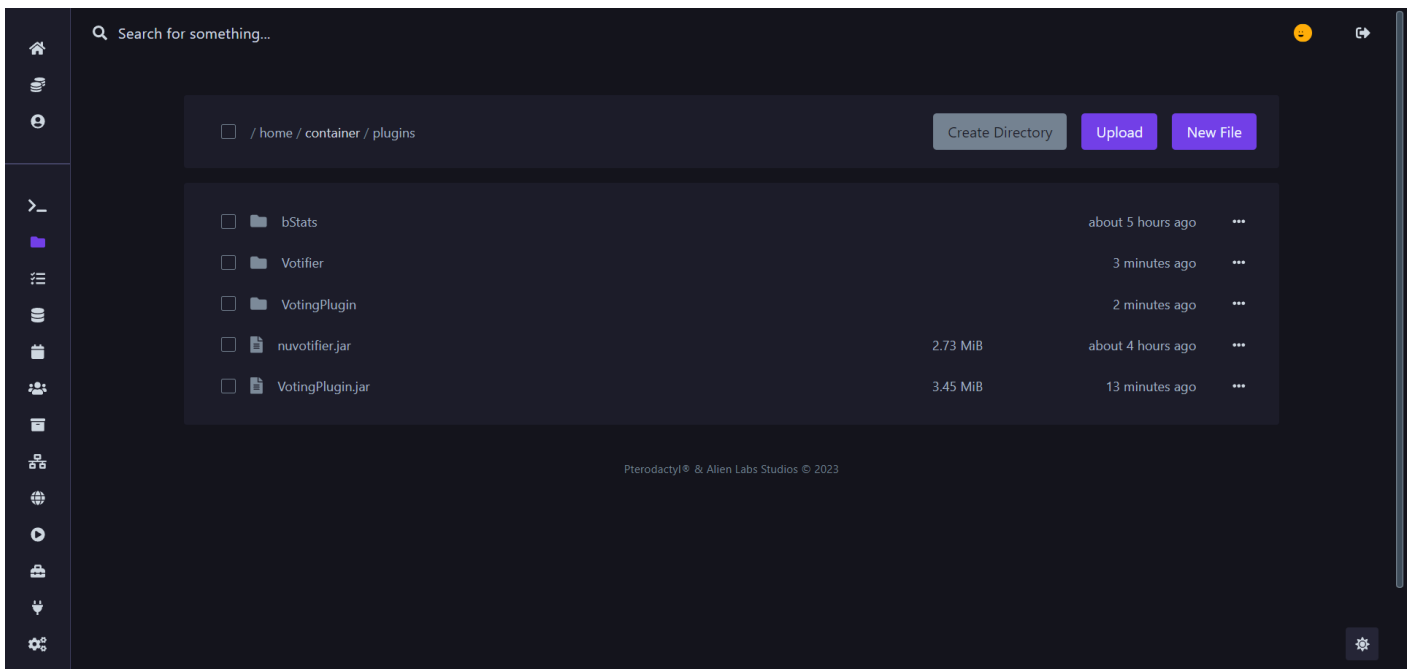 Search for something...
/ home / container / plugins
Create Directory
Upload
New File
bStats about 5 hours ago
Votifier 3 minutes ago
VotingPlugin 2 minutes ago
nuvotifier.jar 2.73 MiB about 4 hours ago
VotingPlugin.jar 3.45 MiB 13 minutes ago
Pterodactyl® & Alien Labs Studios © 2023